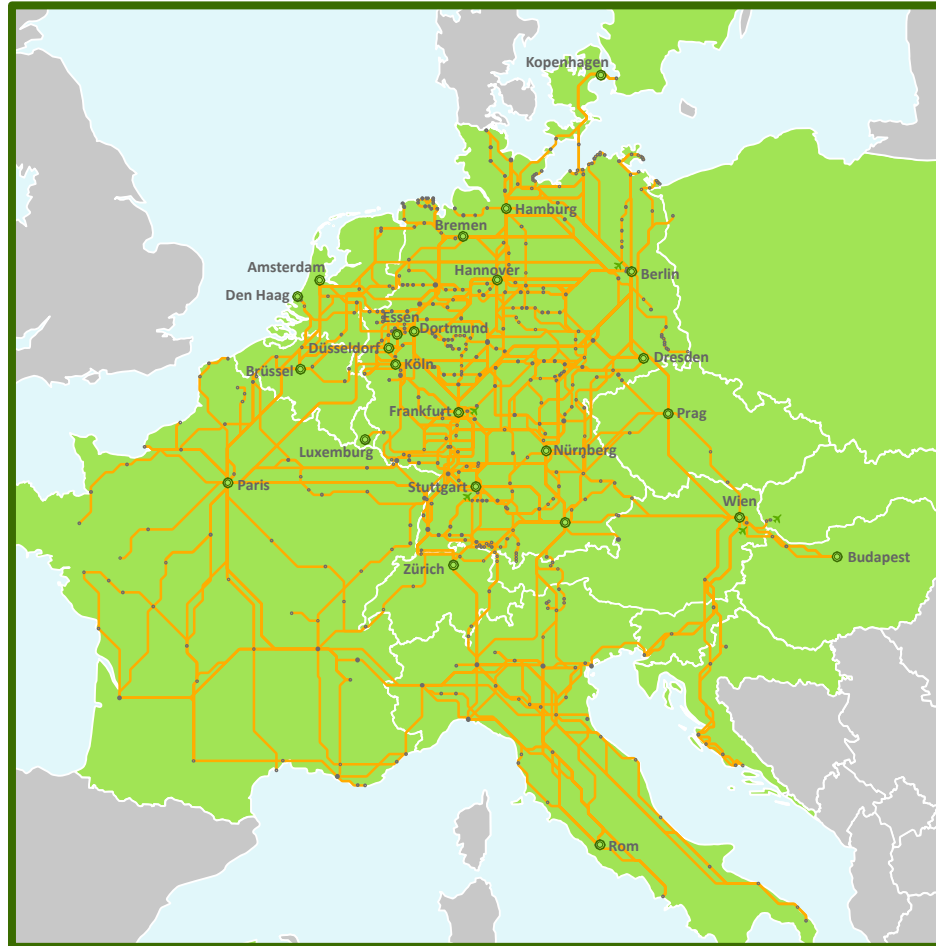 Kopenhagen
Hamburg
Bremen
Amsterdam
Hannover
Berlin
Den Haag
Essen
Dortmund
Düsseldorf
Dresden
Brüssel
Köln
Frankfurt
Prag
Luxemburg
Nürnberg
Paris
Stuttgart
Wien
Zürich
Budapest
Rom